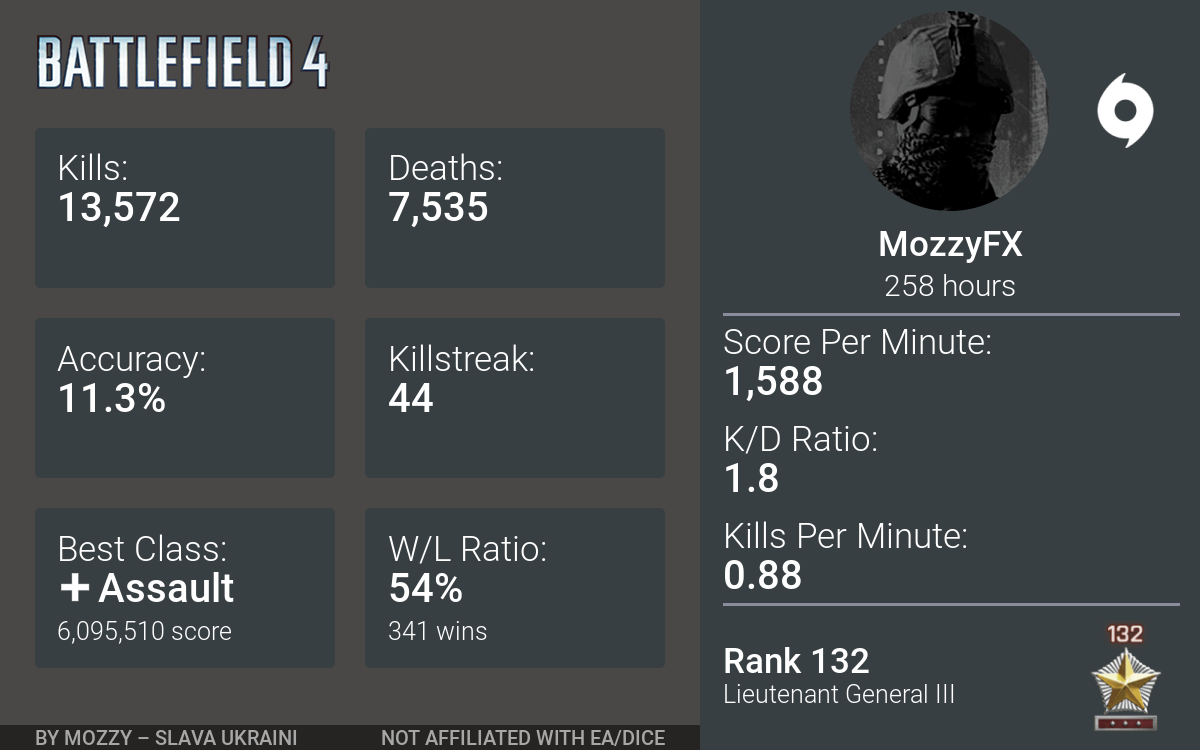 BATTLEFIELD 4
Kills:
13,572
Deaths:
7,535
Accuracy:
11.3%
Killstreak:
44
Best Class:
Assault
6,095,510 score
W/L Ratio:
54%
341 wins
BY MOZZY – SLAVA UKRAINI
NOT AFFILIATED WITH EA/DICE
MozzyFX
258 hours
Score Per Minute:
1,588
K/D Ratio:
1.8
Kills Per Minute:
0.88
Rank 132
Lieutenant General III
132